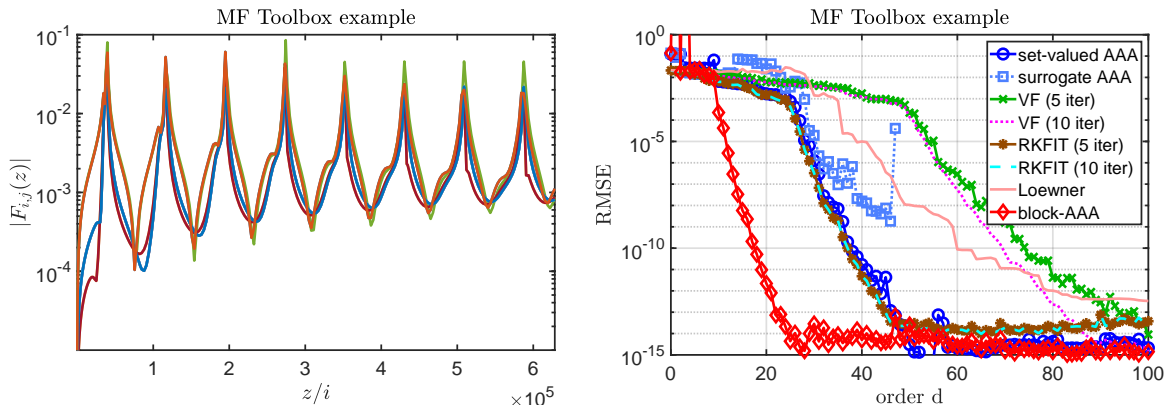 MF Toolbox example
10^-1
10^-2
10^-3
10^-4
|F_{i,j}(z)|
1
2
3
4
5
6
×10^5
z/i
MF Toolbox example
10^0
10^-5
10^-10
10^-15
RMSE
0
20
40
60
80
100
order d
set-valued AAA
surrogate AAA
VF (5 iter)
VF (10 iter)
RKFIT (5 iter)
RKFIT (10 iter)
Loewner
block-AAA